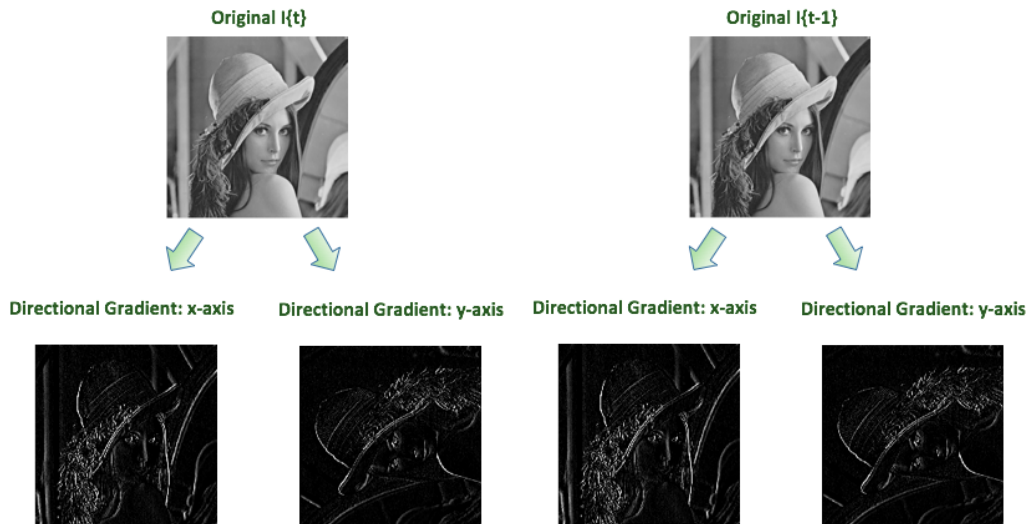 Original I{t}
Original I{t-1}
Directional Gradient: x-axis
Directional Gradient: y-axis
Directional Gradient: x-axis
Directional Gradient: y-axis